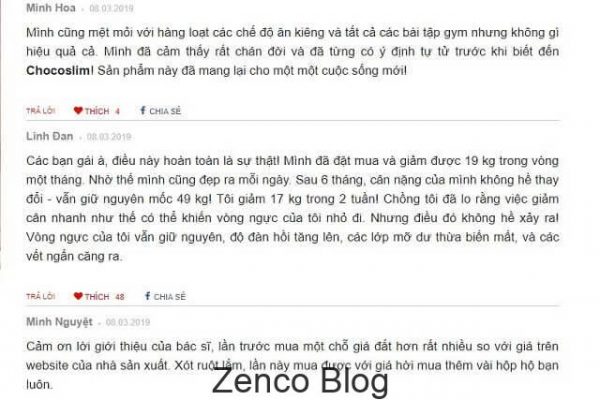 Minh Hoa - 08.03.2019
Mình cũng mệt mỏi với hàng loạt các chế độ ăn kiêng và tất cả các bài tập gym nhưng không gì
hiệu quả cả. Mình đã cảm thấy rất chán đời và đã từng có ý định tự tử trước khi biết đến
Chocoslim! Sản phẩm này đã mang lại cho một một cuộc sống mới!
TRẢ LỜI THÍCH 4 CHIA SẺ
Linh Đan - 08.03.2019
Các bạn gái à, điều này hoàn toàn là sự thật! Mình đã đặt mua và giảm được 19 kg trong vòng
một tháng. Nhờ thế mình cũng đẹp ra mỗi ngày. Sau 6 tháng, cân nặng của mình không hề thay
đổi - vẫn giữ nguyên mốc 49 kg! Tôi giảm 17 kg trong 2 tuần! Chồng tôi đã lo rằng việc giảm
cân nhanh như thế có thể khiến vòng ngực của tôi nhỏ đi. Nhưng điều đó không hề xảy ra!
Vòng ngực của tôi vẫn giữ nguyên, độ đàn hồi tăng lên, các lớp mỡ dư thừa biến mất, và các
vết ngấn căng ra.
TRẢ LỜI THÍCH 48 CHIA SẺ
Minh Nguyệt - 08.03.2019
Cảm ơn lời giới thiệu của bác sĩ, lần trước mua một chỗ giá đắt hơn rất nhiều so với giá trên
website của nhà sản xuất. Xót ruột lắm, lần này mua được với giá hời mua thêm vài hộp hộ bạn
luôn.
Zenco Blog